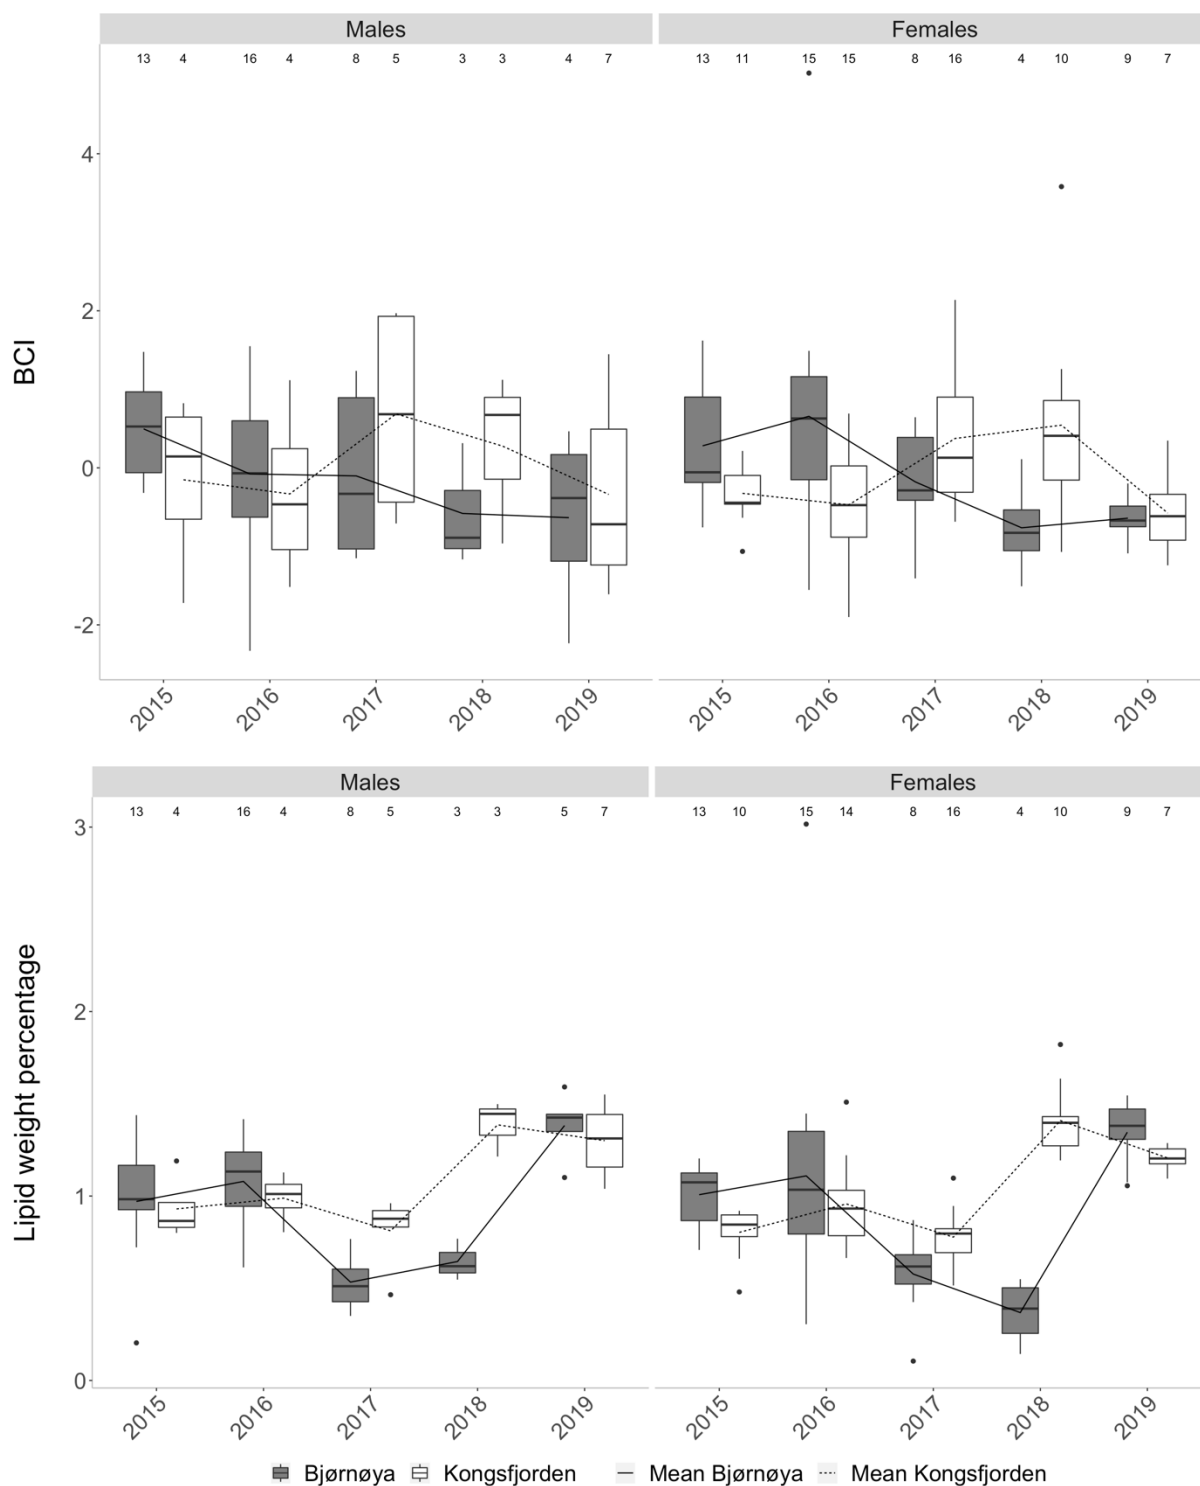 Males Females
13 4 16 4 8 5 3 3 4 7 13 11 15 15 8 16 4 10 9 7
BCI
4
2
0
-2
2015 2016 2017 2018 2019 2015 2016 2017 2018 2019
Males Females
13 4 16 4 8 5 3 3 5 7 13 10 15 14 8 16 4 10 9 7
Lipid weight percentage
3
2
1
0
2015 2016 2017 2018 2019 2015 2016 2017 2018 2019
Bjørnøya Kongsfjorden Mean Bjørnøya Mean Kongsfjorden